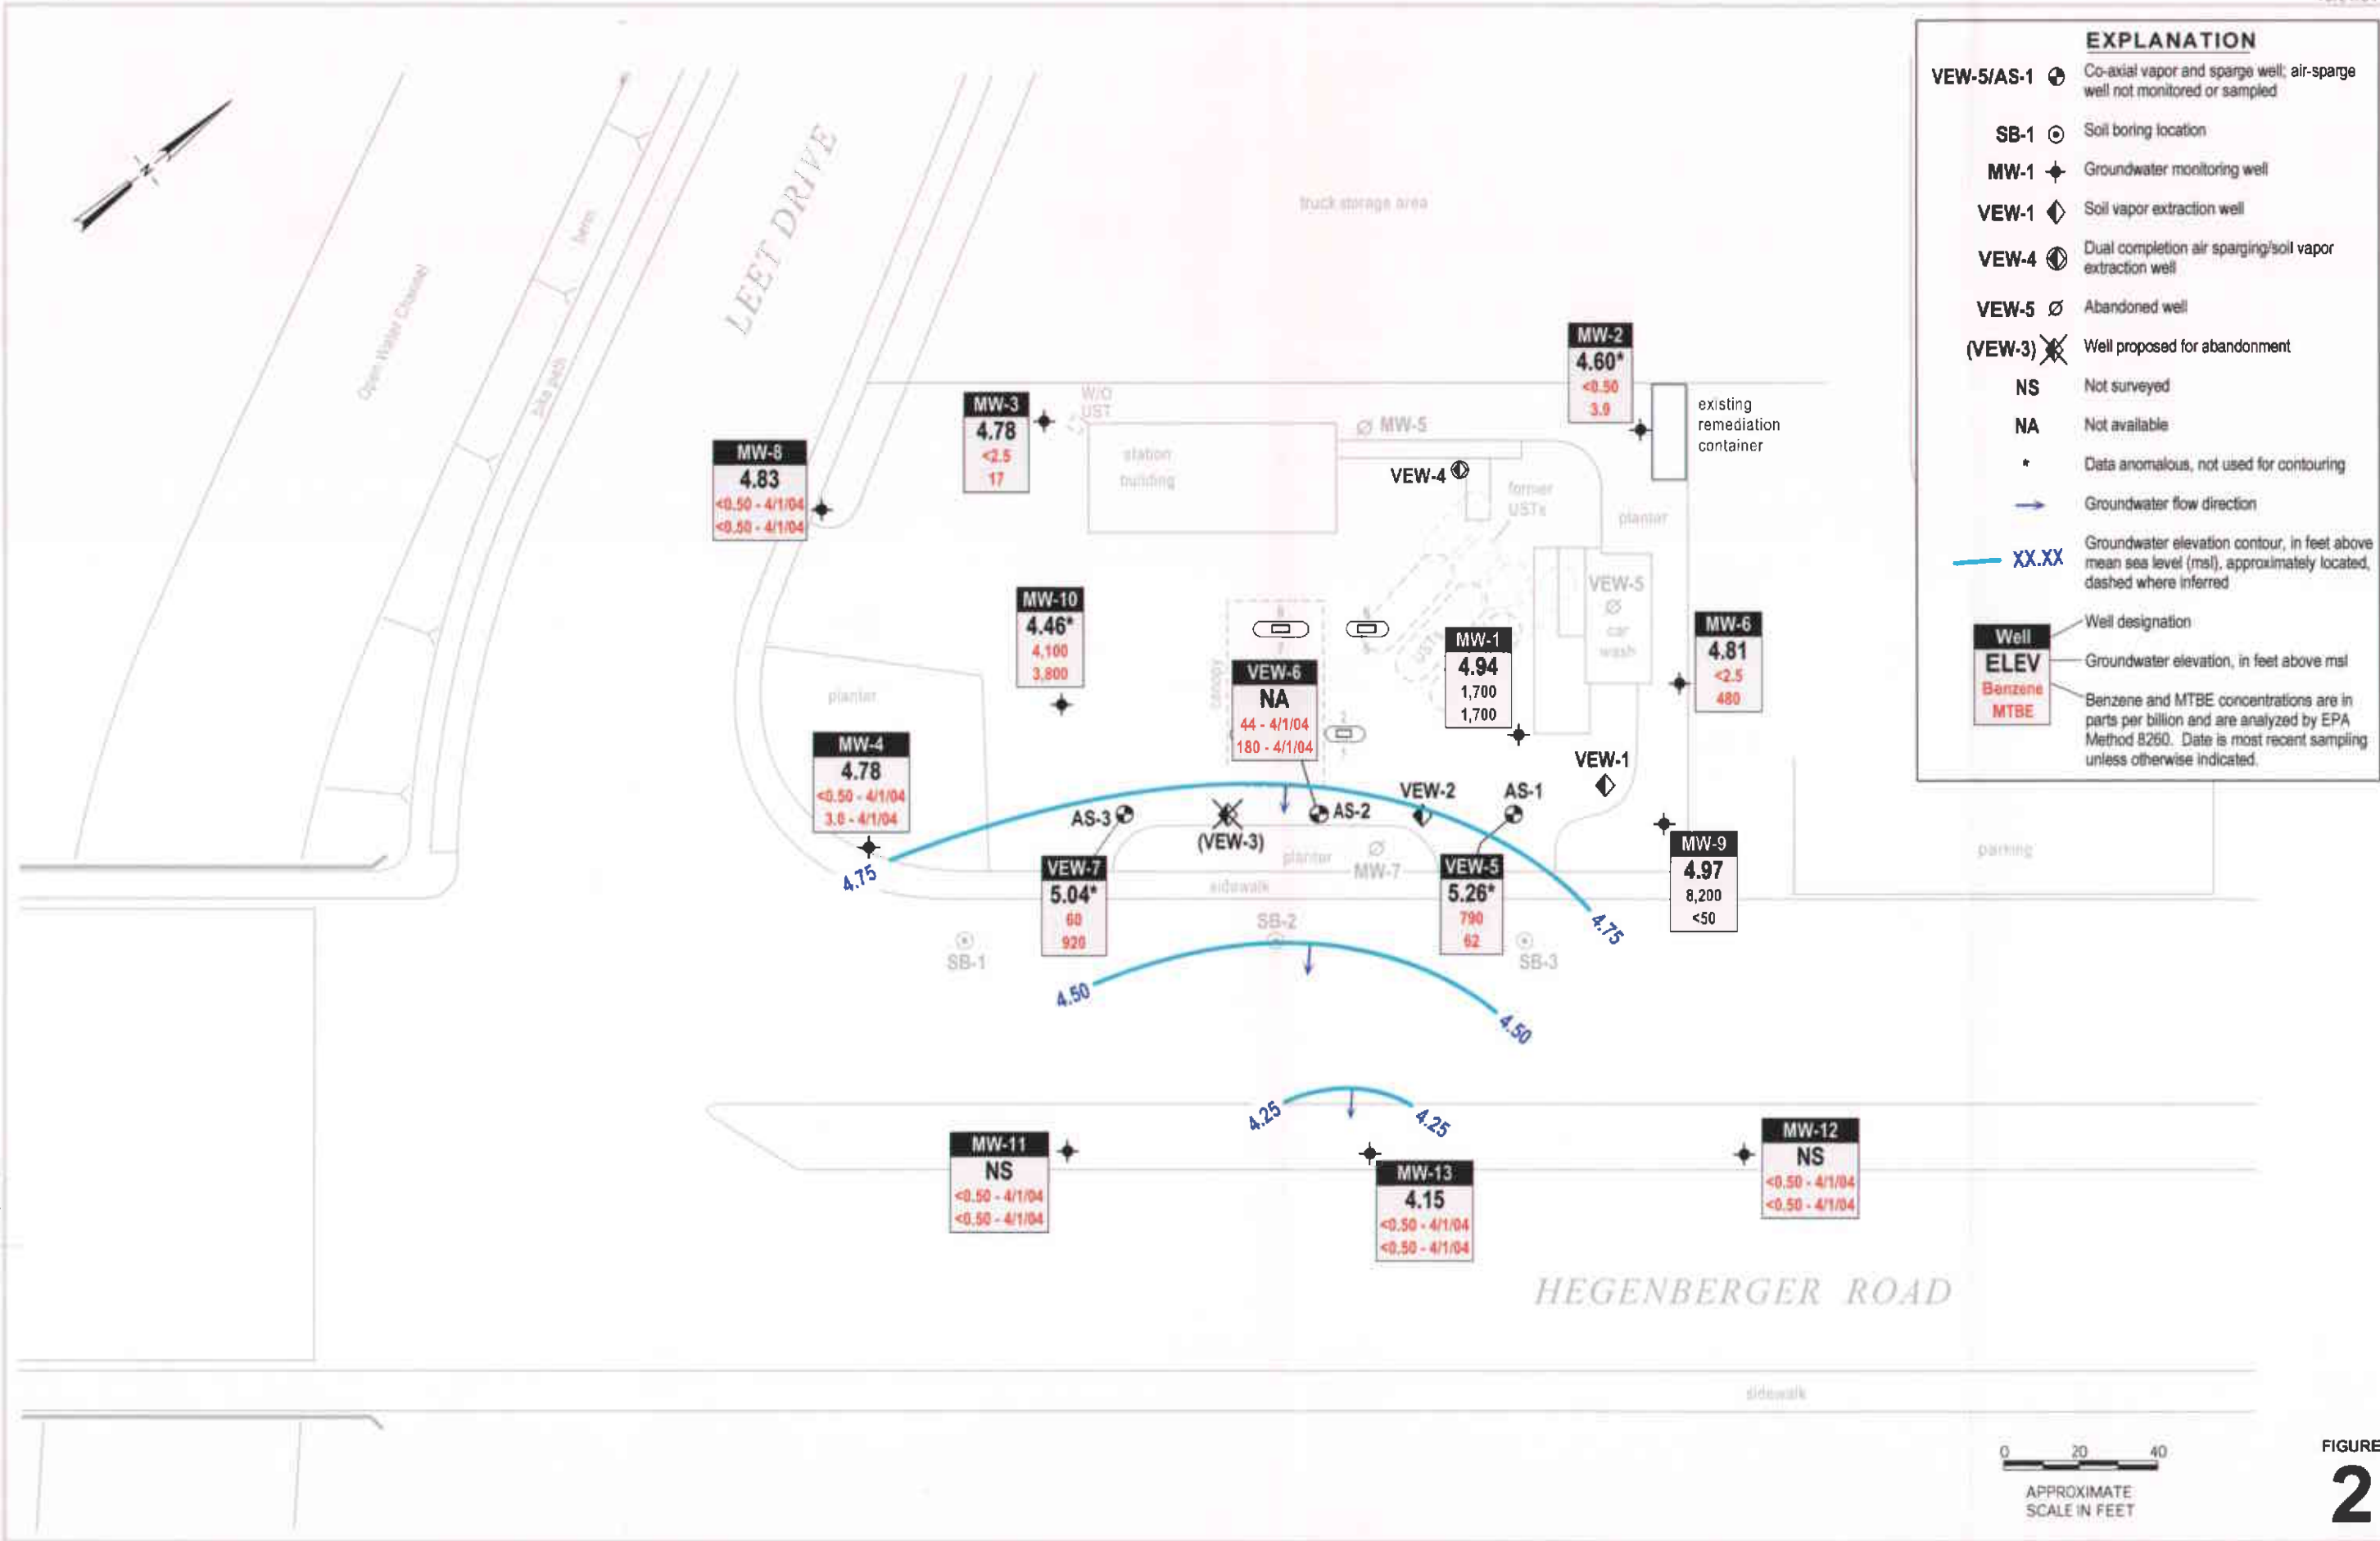 EXPLANATION
VEW-5/AS-1
Co-axial vapor and sparge well; air-sparge
well not monitored or sampled
SB-1
Soil boring location
MW-1
Groundwater monitoring well
VEW-1
Soil vapor extraction well
VEW-4
Dual completion air sparging/soil vapor
extraction well
VEW-5
Abandoned well
(VEW-3)
Well proposed for abandonment
NS
Not surveyed
NA
Not available
*
Data anomalous, not used for contouring
Groundwater flow direction
XX.XX
Groundwater elevation contour, in feet above
mean sea level (msl), approximately located,
dashed where inferred
Well
ELEV
Benzene
MTBE
Well designation
Groundwater elevation, in feet above msl
Benzene and MTBE concentrations are in
parts per billion and are analyzed by EPA
Method 8260. Date is most recent sampling
unless otherwise indicated.
N
Open Water Channel
berm
bike path
LEET DRIVE
truck storage area
MW-2
4.60*
<0.50
3.9
existing
remediation
container
MW-3
4.78
<2.5
17
W/O
UST
station
building
MW-5
VEW-4
former
USTs
planter
MW-8
4.83
<0.50 - 4/1/04
<0.50 - 4/1/04
MW-10
4.46*
4,100
3,800
VEW-5
car
wash
USTs
canopy
8
7
6
5
2
1
VEW-6
NA
44 - 4/1/04
180 - 4/1/04
MW-1
4.94
1,700
1,700
MW-6
4.81
<2.5
480
planter
MW-4
4.78
<0.50 - 4/1/04
3.0 - 4/1/04
VEW-1
VEW-2
AS-1
AS-2
AS-3
(VEW-3)
planter
MW-7
sidewalk
VEW-7
5.04*
60
920
VEW-5
5.26*
790
62
MW-9
4.97
8,200
<50
parking
4.75
4.75
SB-1
SB-2
SB-3
4.50
4.50
4.25
4.25
MW-11
NS
<0.50 - 4/1/04
<0.50 - 4/1/04
MW-13
4.15
<0.50 - 4/1/04
<0.50 - 4/1/04
MW-12
NS
<0.50 - 4/1/04
<0.50 - 4/1/04
HEGENBERGER ROAD
sidewalk
0 20 40
APPROXIMATE
SCALE IN FEET
FIGURE
2